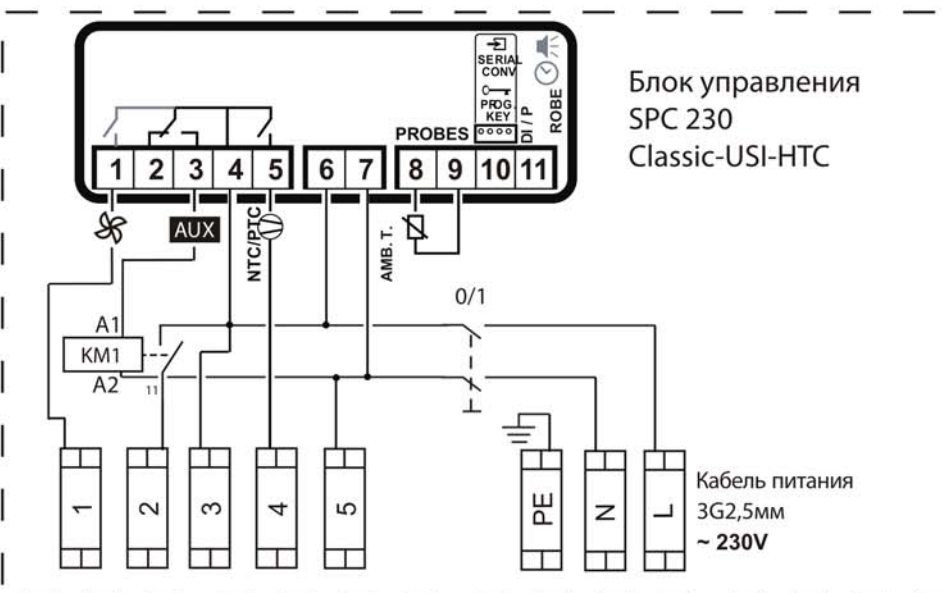 SERIAL
CONV
PROG.
KEY
DI / P
ROBE
PROBES
1 2 3 4 5 6 7 8 9 10 11
Блок управления
SPC 230
Classic-USI-HTC
AUX
NTC/PTC
AMB. T.
0/1
A1
KM1
A2
11
1 2 3 4 5 PE N L
Кабель питания
3G2,5мм
~ 230V